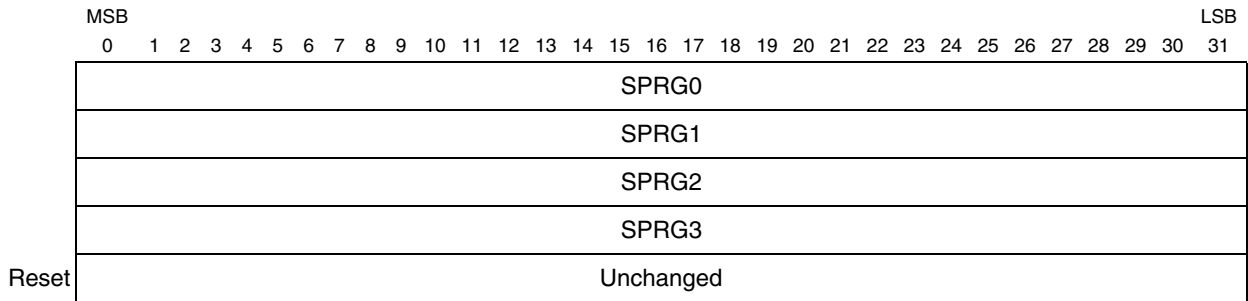 MSB LSB
0 1 2 3 4 5 6 7 8 9 10 11 12 13 14 15 16 17 18 19 20 21 22 23 24 25 26 27 28 29 30 31
SPRG0
SPRG1
SPRG2
SPRG3
Reset Unchanged